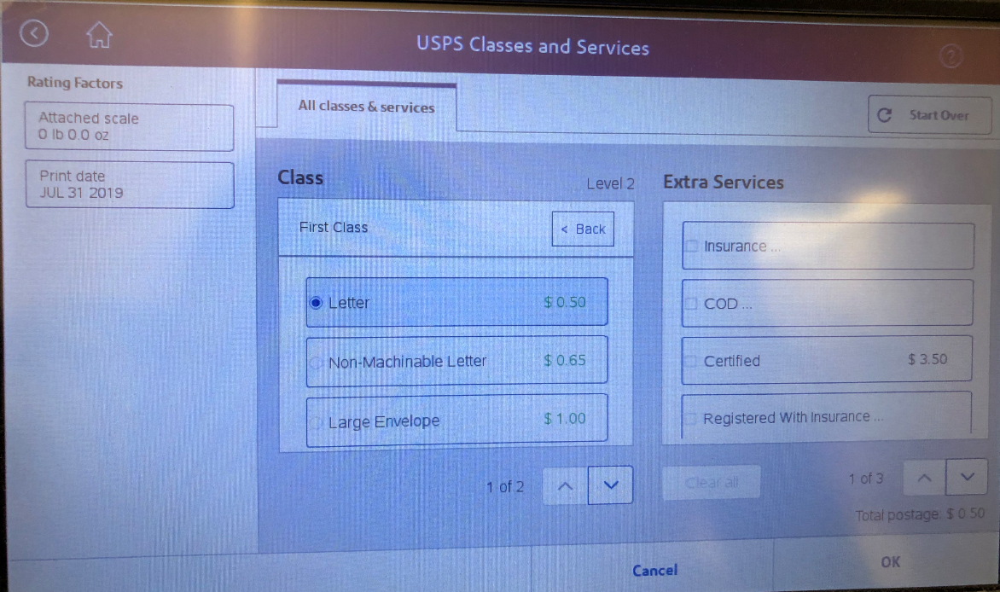 USPS Classes and Services
?
Rating Factors
Attached scale
0 lb 0.0 oz
Print date
JUL 31 2019
All classes & services
Start Over
Class
Level 2
First Class
< Back
Letter $ 0.50
Non-Machinable Letter $ 0.65
Large Envelope $ 1.00
1 of 2
Extra Services
Insurance ...
COD ...
Certified $ 3.50
Registered With Insurance ...
Clear all
1 of 3
Total postage: $ 0.50
Cancel
OK